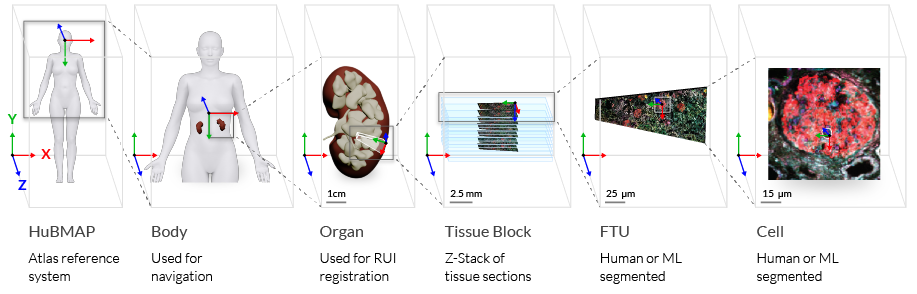 Y
X
Z
1cm
2.5 mm
25 µm
15 µm
HuBMAP
Atlas reference
system
Body
Used for
navigation
Organ
Used for RUI
registration
Tissue Block
Z-Stack of
tissue sections
FTU
Human or ML
segmented
Cell
Human or ML
segmented